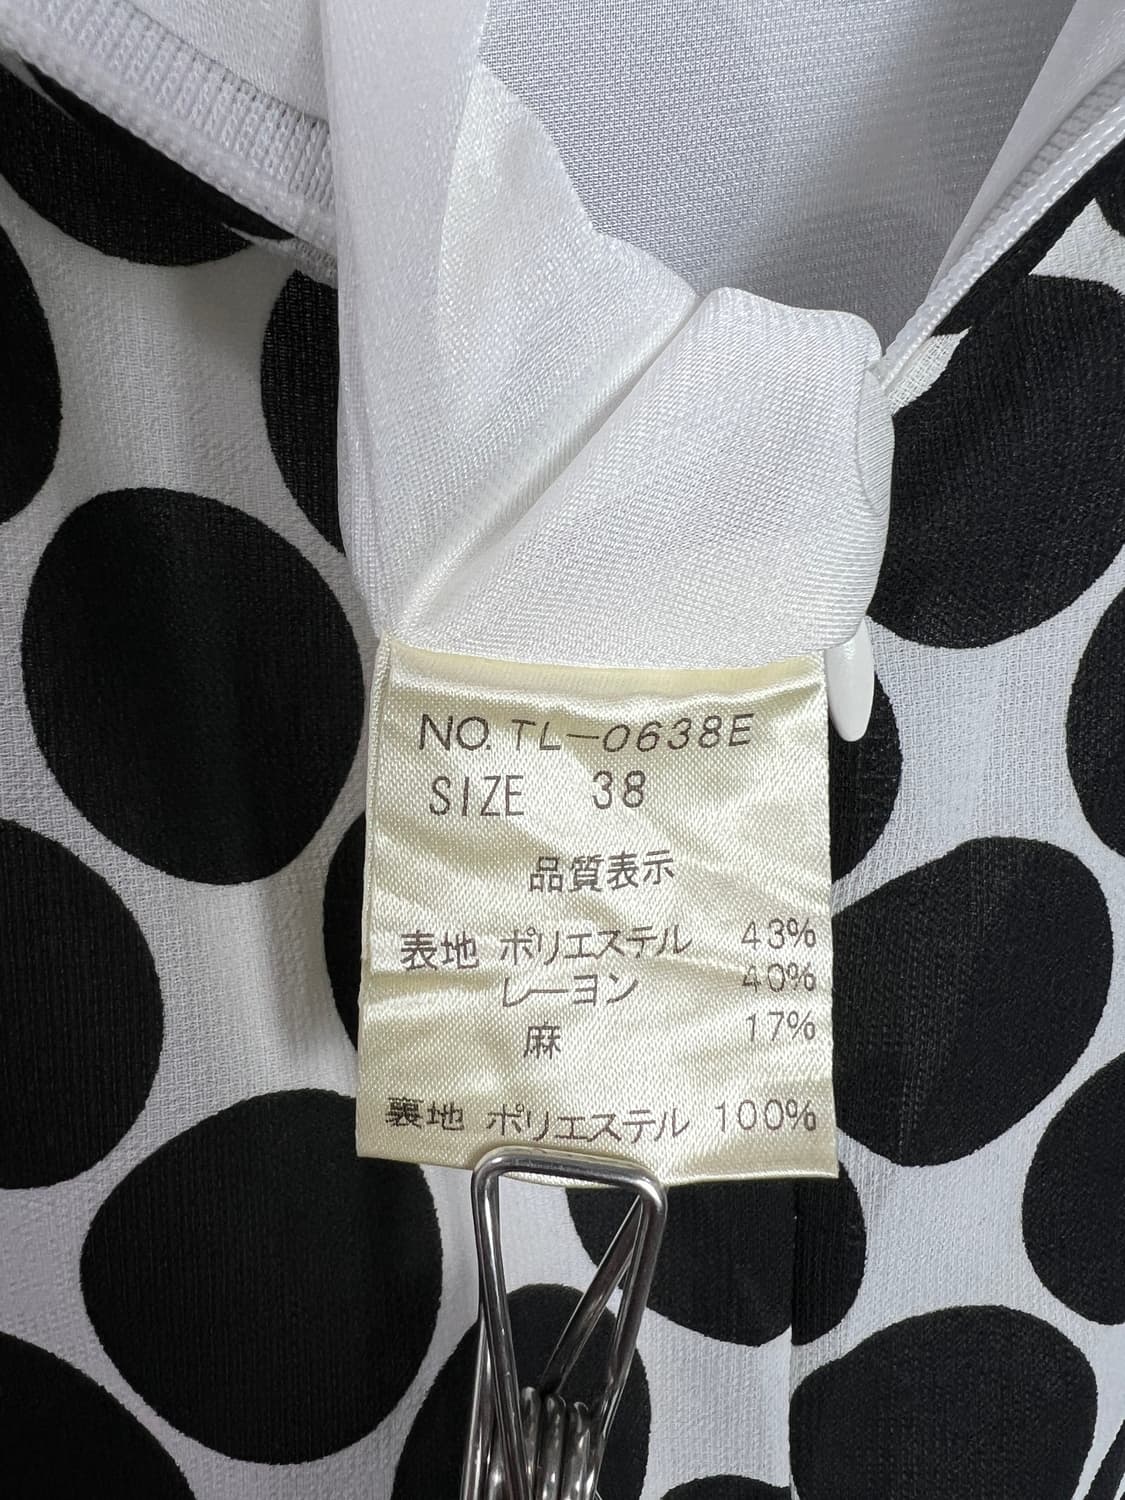 NO. TL-0638E
SIZE 38
品質表示
表地 ポリエステル 43%
レーヨン 40%
麻 17%
裏地 ポリエステル 100%